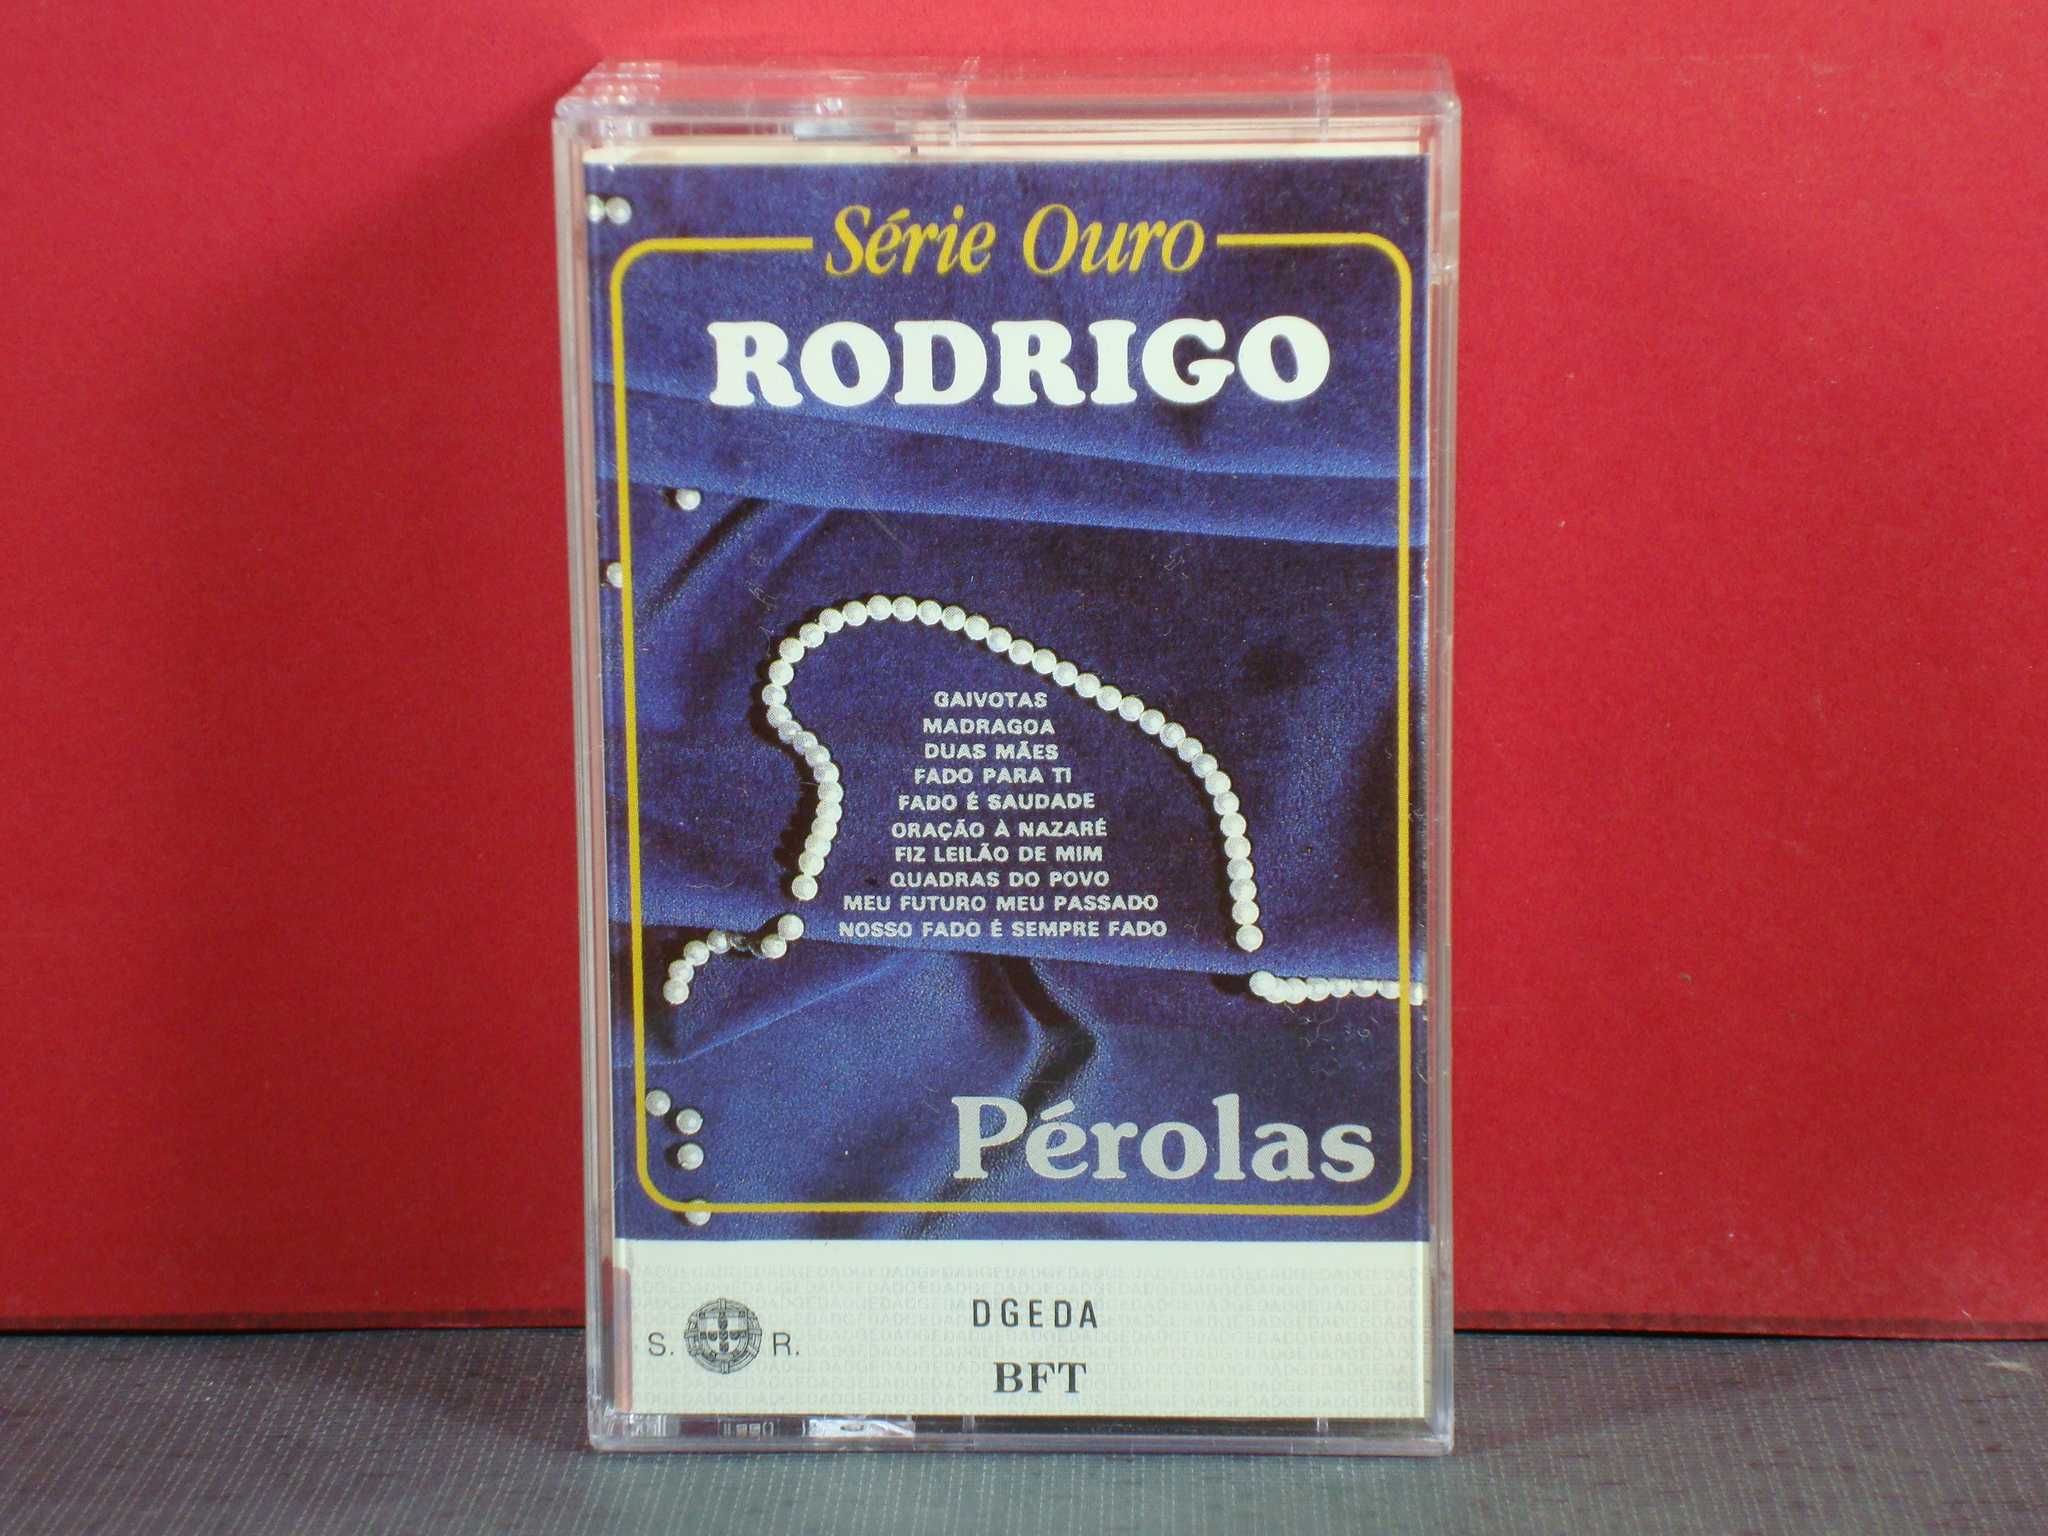 Série Ouro
RODRIGO
GAIVOTAS
MADRAGOA
DUAS MÃES
FADO PARA TI
FADO É SAUDADE
ORAÇÃO À NAZARÉ
FIZ LEILÃO DE MIM
QUADRAS DO POVO
MEU FUTURO MEU PASSADO
NOSSO FADO É SEMPRE FADO
Pérolas
DGEDA
S. R.
BFT